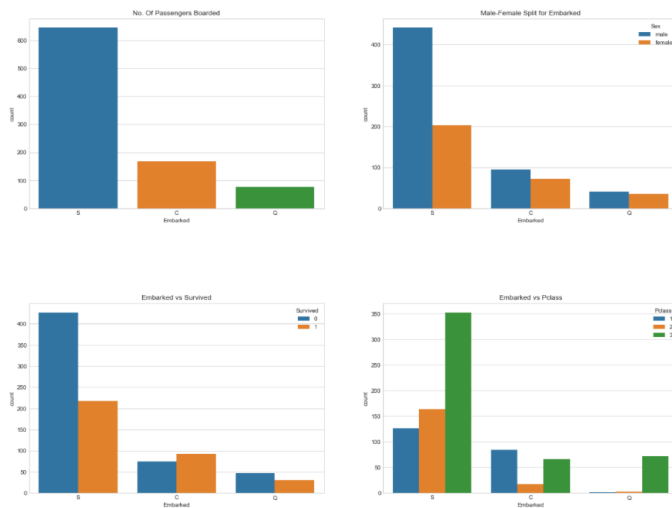 No. Of Passengers Boarded
600
500
400
300
200
100
0
count
S C Q
Embarked
Male-Female Split for Embarked
Sex
male
female
400
300
200
100
0
count
S C Q
Embarked
Embarked vs Survived
Survived
0
1
400
350
300
250
200
150
100
50
0
count
S C Q
Embarked
Embarked vs Pclass
Pclass
350
300
250
200
150
100
50
0
count
S C Q
Embarked